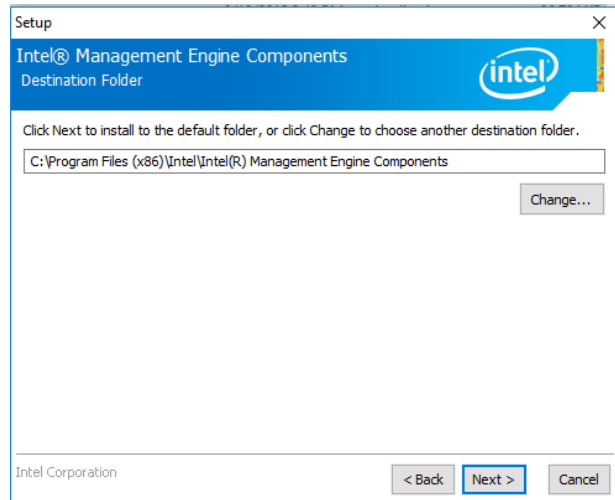 Setup
Intel® Management Engine Components
Destination Folder
intel
Click Next to install to the default folder, or click Change to choose another destination folder.
C:\Program Files (x86)\Intel\Intel(R) Management Engine Components
Change...
Intel Corporation
< Back
Next >
Cancel